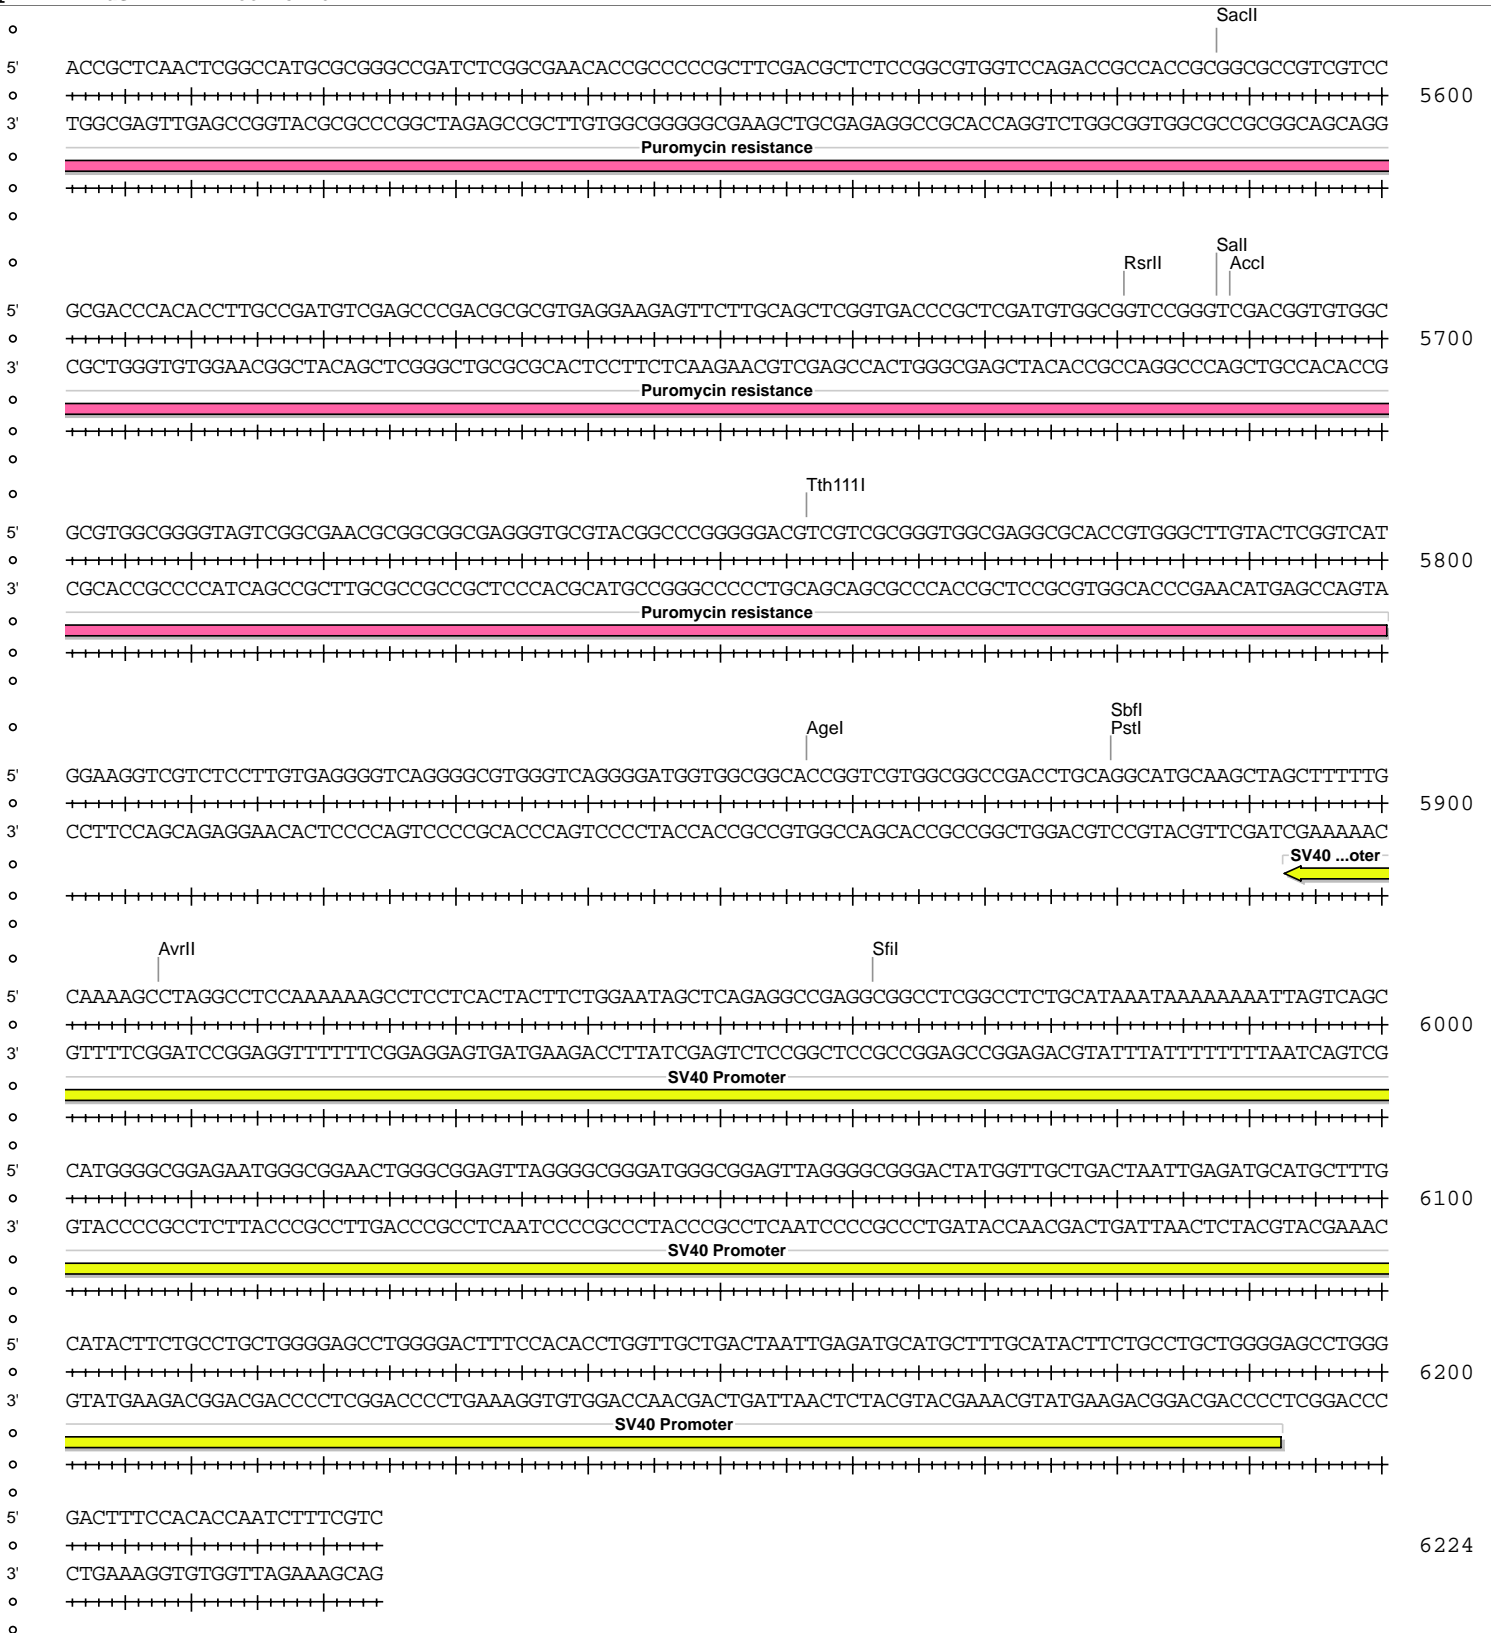 SacII
5' ACCGCTCAACTCGGCCATGCGCGGGCCGATCTCGGCGAACACCGCCCCCGCTTCGACGCTCTCCGGCGTGGTCCAGACCGCCACCGCGGCGCCGTCGTCC
5600
3' TGGCGAGTTGAGCCGGTACGCGCCCGGCTAGAGCCGCTTGTGGCGGGGGCGAAGCTGCGAGAGGCCGCACCAGGTCTGGCGGTGGCGCCGCGGCAGCAGG
Puromycin resistance
SalI
RsrII AccI
5' GCGACCCACACCTTGCCGATGTCGAGCCCGACGCGCGTGAGGAAGAGTTCTTGCAGCTCGGTGACCCGCTCGATGTGGCGGTCCGGGTCGACGGTGTGGC
5700
3' CGCTGGGTGTGGAACGGCTACAGCTCGGGCTGCGCGCACTCCTTCTCAAGAACGTCGAGCCACTGGGCGAGCTACACCGCCAGGCCCAGCTGCCACACCG
Puromycin resistance
Tth111I
5' GCGTGGCGGGGTAGTCGGCGAACGCGGCGGCGAGGGTGCGTACGGCCCGGGGGACGTCGTCGCGGGTGGCGAGGCGCACCGTGGGCTTGTACTCGGTCAT
5800
3' CGCACCGCCCCATCAGCCGCTTGCGCCGCCGCTCCCACGCATGCCGGGCCCCCTGCAGCAGCGCCCACCGCTCCGCGTGGCACCCGAACATGAGCCAGTA
Puromycin resistance
SbfI
AgeI PstI
5' GGAAGGTCGTCTCCTTGTGAGGGGTCAGGGGCGTGGGTCAGGGGATGGTGGCGGCACCGGTCGTGGCGGCCGACCTGCAGGCATGCAAGCTAGCTTTTTG
5900
3' CCTTCCAGCAGAGGAACACTCCCCAGTCCCCGCACCCAGTCCCCTACCACCGCCGTGGCCAGCACCGCCGGCTGGACGTCCGTACGTTCGATCGAAAAAC
SV40 ...oter
AvrII SfiI
5' CAAAAGCCTAGGCCTCCAAAAAAGCCTCCTCACTACTTCTGGAATAGCTCAGAGGCCGAGGCGGCCTCGGCCTCTGCATAAATAAAAAAAATTAGTCAGC
6000
3' GTTTTCGGATCCGGAGGTTTTTTCGGAGGAGTGATGAAGACCTTATCGAGTCTCCGGCTCCGCCGGAGCCGGAGACGTATTTATTTTTTTTAATCAGTCG
SV40 Promoter
5' CATGGGGCGGAGAATGGGCGGAACTGGGCGGAGTTAGGGGCGGGATGGGCGGAGTTAGGGGCGGGACTATGGTTGCTGACTAATTGAGATGCATGCTTTG
6100
3' GTACCCCGCCTCTTACCCGCCTTGACCCGCCTCAATCCCCGCCCTACCCGCCTCAATCCCCGCCCTGATACCAACGACTGATTAACTCTACGTACGAAAC
SV40 Promoter
5' CATACTTCTGCCTGCTGGGGAGCCTGGGGACTTTCCACACCTGGTTGCTGACTAATTGAGATGCATGCTTTGCATACTTCTGCCTGCTGGGGAGCCTGGG
6200
3' GTATGAAGACGGACGACCCCTCGGACCCCTGAAAGGTGTGGACCAACGACTGATTAACTCTACGTACGAAACGTATGAAGACGGACGACCCCTCGGACCC
SV40 Promoter
5' GACTTTCCACACCAATCTTTCGTC
6224
3' CTGAAAGGTGTGGTTAGAAAGCAG